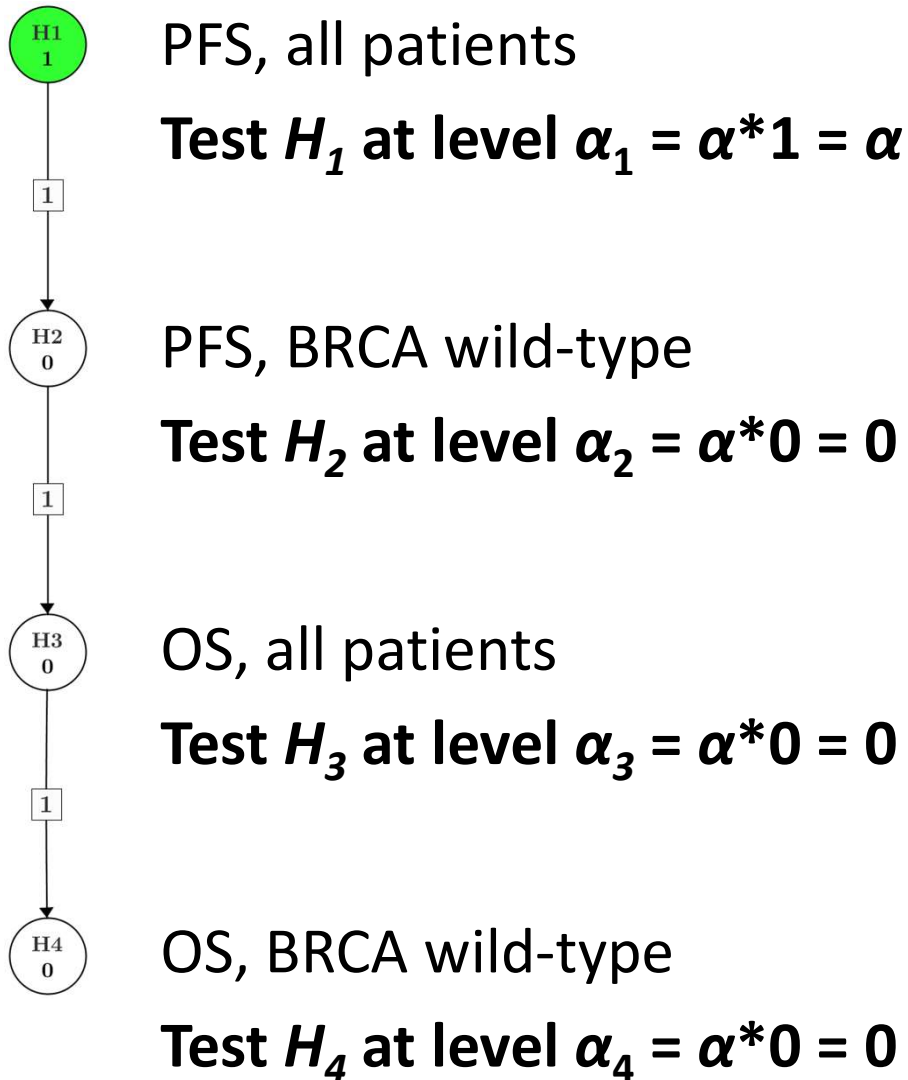 H1
1
PFS, all patients
Test H₁ at level α₁ = α*1 = α
1
H2
0
PFS, BRCA wild-type
Test H₂ at level α₂ = α*0 = 0
1
H3
0
OS, all patients
Test H₃ at level α₃ = α*0 = 0
1
H4
0
OS, BRCA wild-type
Test H₄ at level α₄ = α*0 = 0